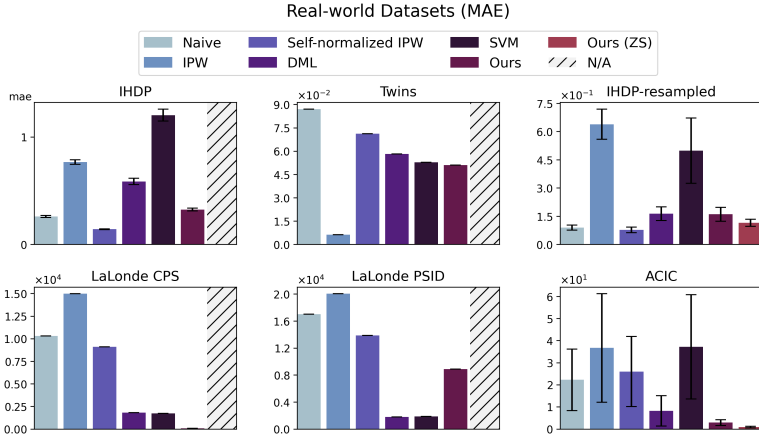 Real-world Datasets (MAE)
Naive
Self-normalized IPW
SVM
Ours (ZS)
IPW
DML
Ours
N/A
IHDP
mae
1
0
Twins
×10⁻²
9.0
7.5
6.0
4.5
3.0
1.5
0.0
IHDP-resampled
×10⁻¹
7.5
6.0
4.5
3.0
1.5
0.0
LaLonde CPS
×10⁴
1.50
1.25
1.00
0.75
0.50
0.25
0.00
LaLonde PSID
×10⁴
2.0
1.6
1.2
0.8
0.4
0.0
ACIC
×10¹
6
5
4
3
2
1
0